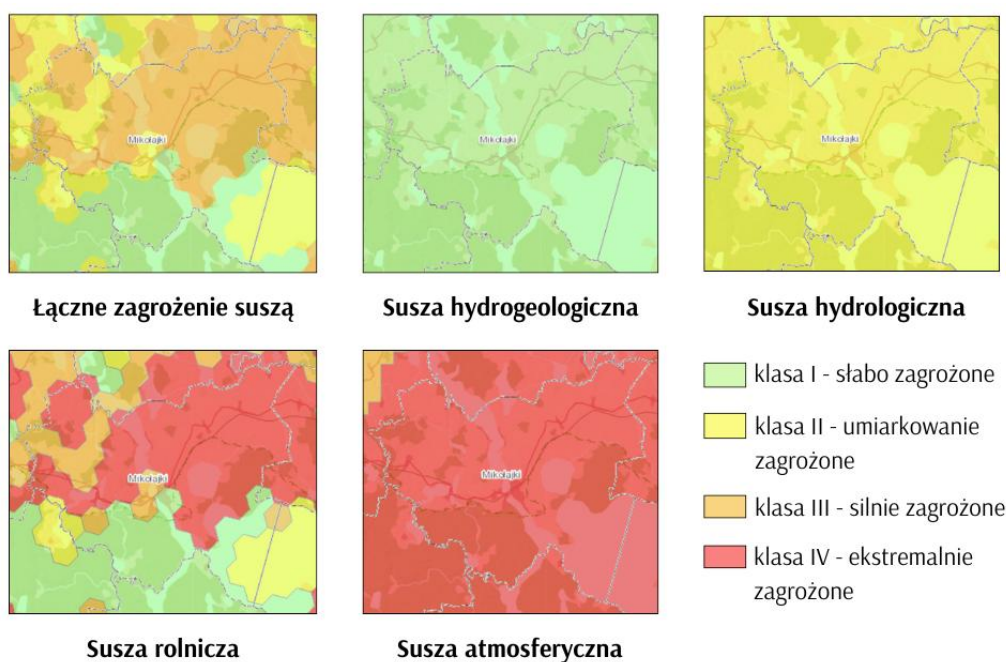 Mikołajki
Mikołajki
Mikołajki
Łączne zagrożenie suszą
Susza hydrogeologiczna
Susza hydrologiczna
Mikołajki
Mikołajki
klasa I - słabo zagrożone
klasa II - umiarkowanie
zagrożone
klasa III - silnie zagrożone
klasa IV - ekstremalnie
zagrożone
Susza rolnicza
Susza atmosferyczna